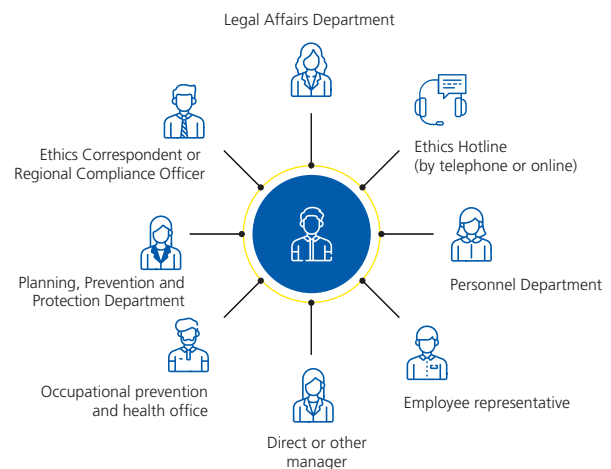 Legal Affairs Department
Ethics Hotline
(by telephone or online)
Ethics Correspondent or
Regional Compliance Officer
Planning, Prevention and
Protection Department
Personnel Department
Occupational prevention
and health office
Employee representative
Direct or other
manager